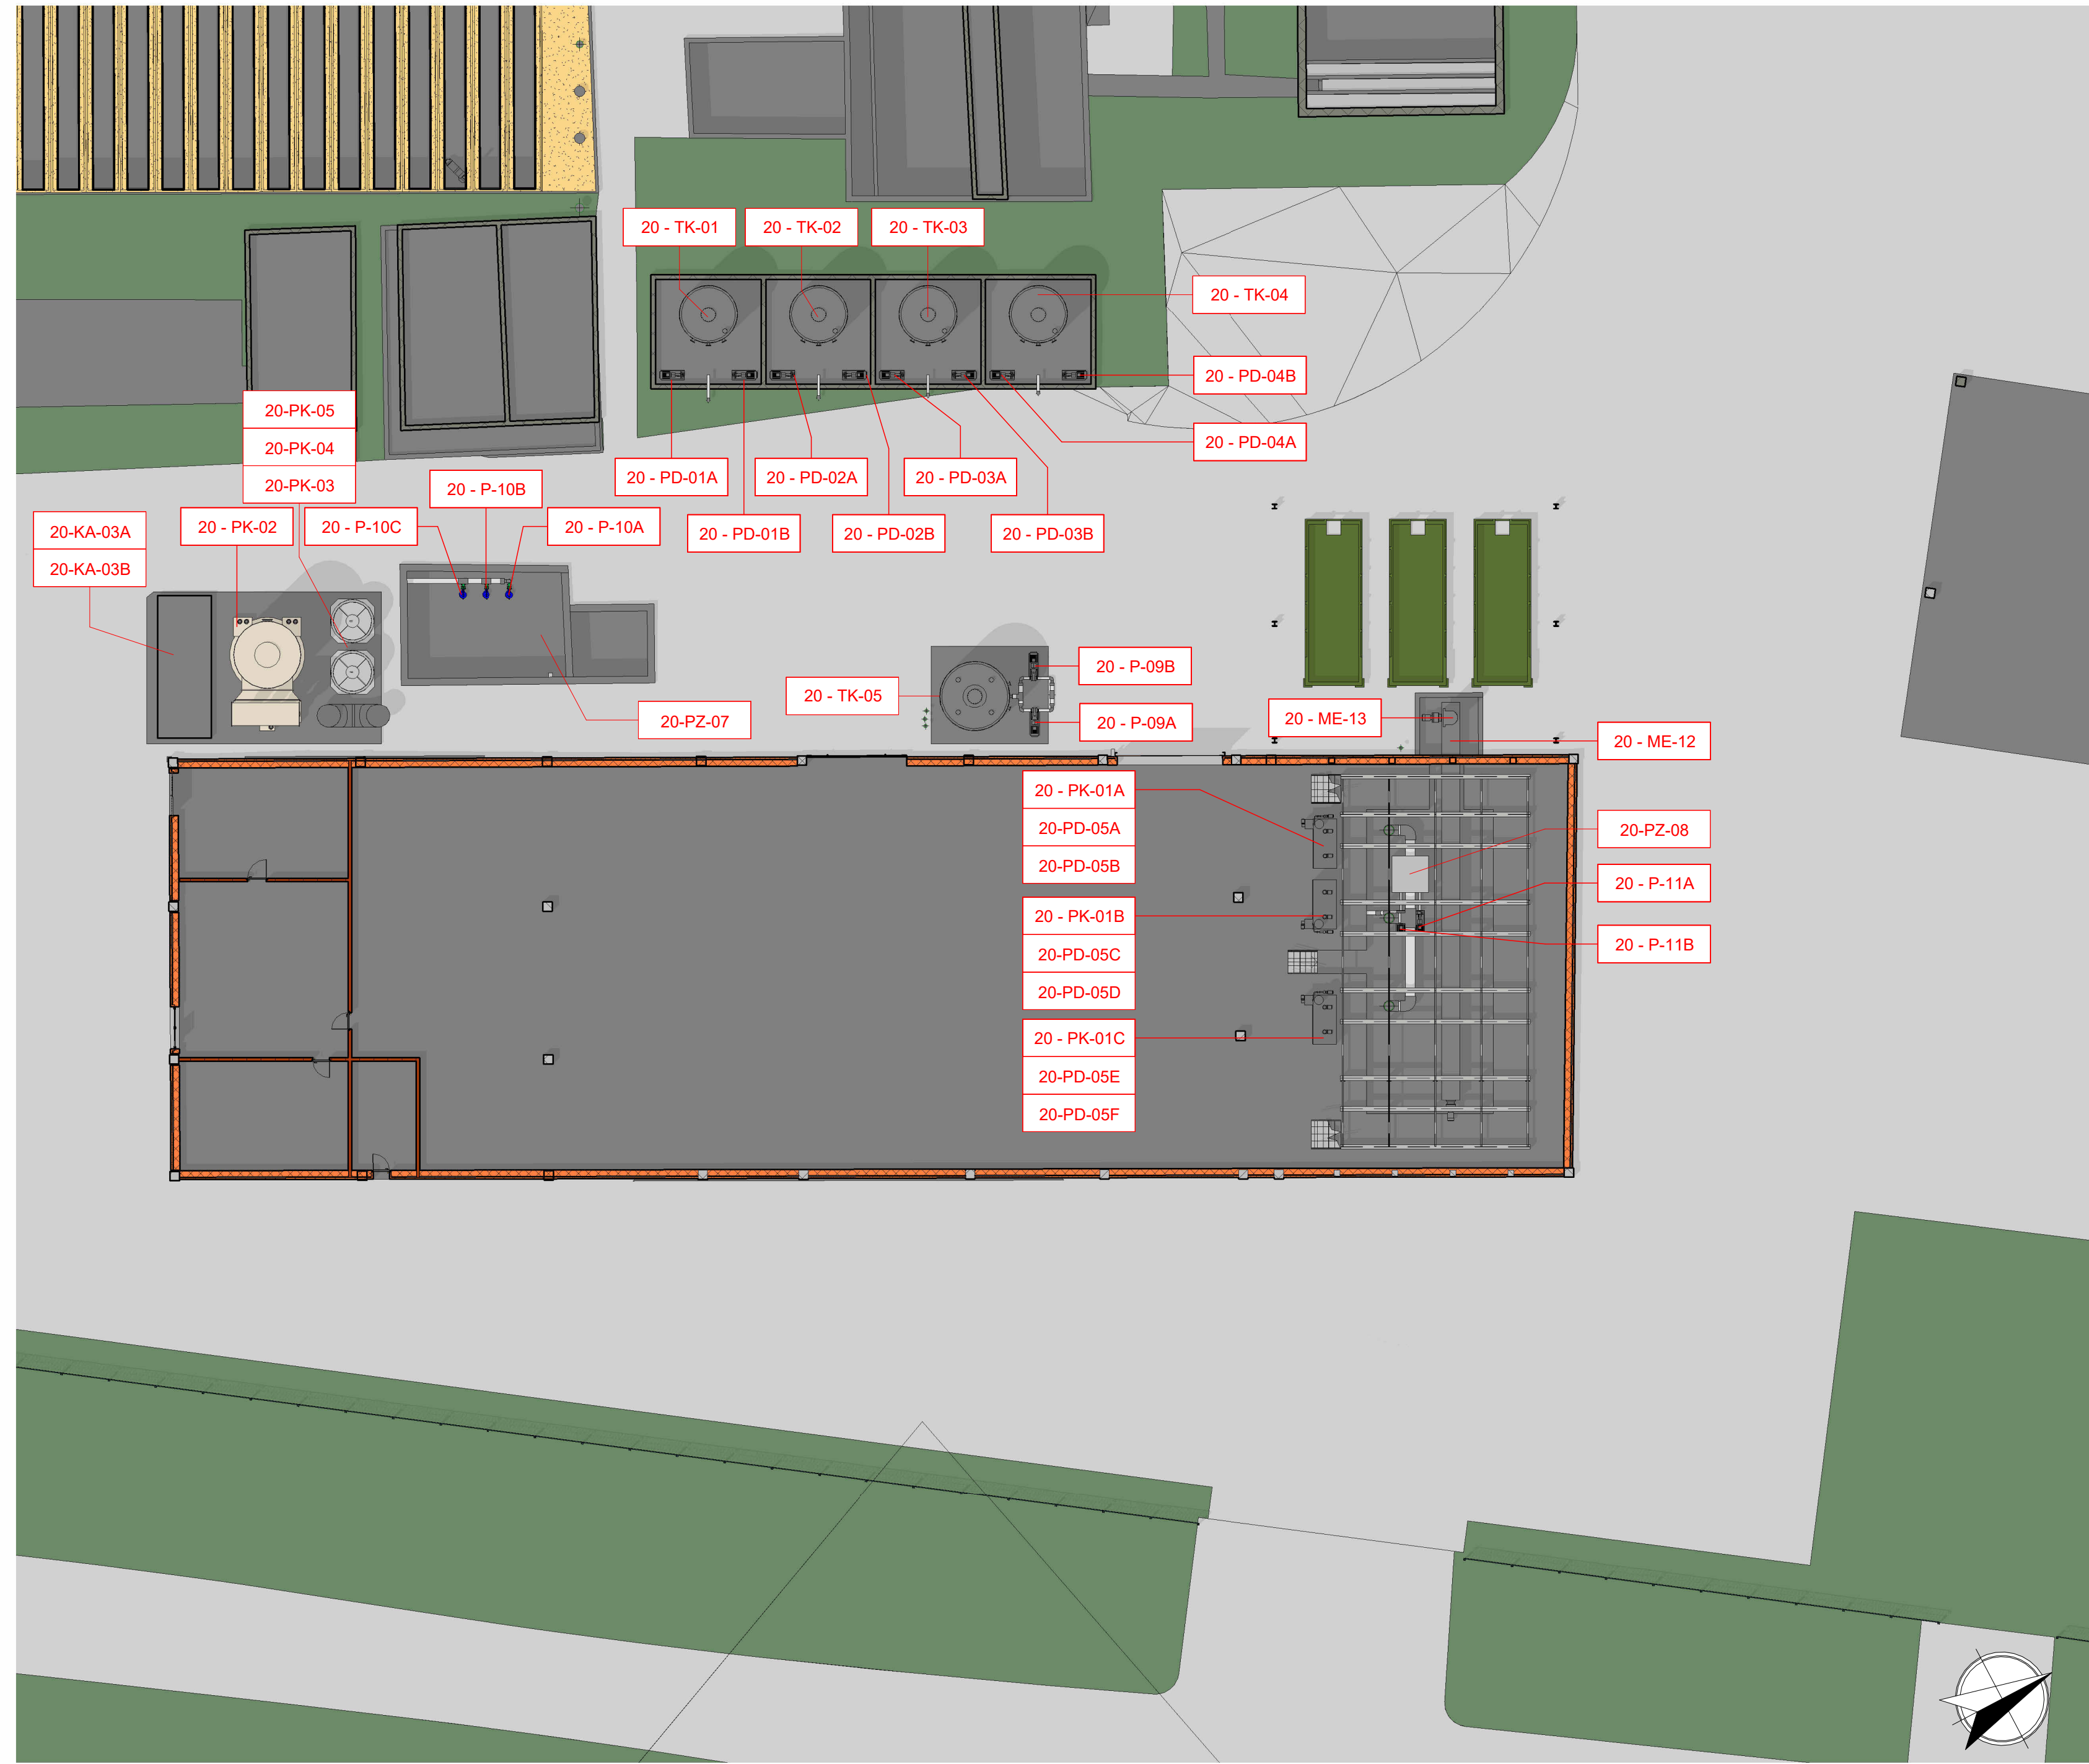 20 - TK-01
20 - TK-02
20 - TK-03
20 - TK-04
20 - PD-04B
20 - PD-04A
20-PK-05
20-PK-04
20-PK-03
20 - PD-01A
20 - PD-02A
20 - PD-03A
20 - P-10B
20-KA-03A
20-KA-03B
20 - PK-02
20 - P-10C
20 - P-10A
20 - PD-01B
20 - PD-02B
20 - PD-03B
20 - P-09B
20 - TK-05
20 - P-09A
20-PZ-07
20 - ME-13
20 - ME-12
20 - PK-01A
20-PD-05A
20-PD-05B
20-PZ-08
20 - P-11A
20 - PK-01B
20-PD-05C
20-PD-05D
20 - P-11B
20 - PK-01C
20-PD-05E
20-PD-05F